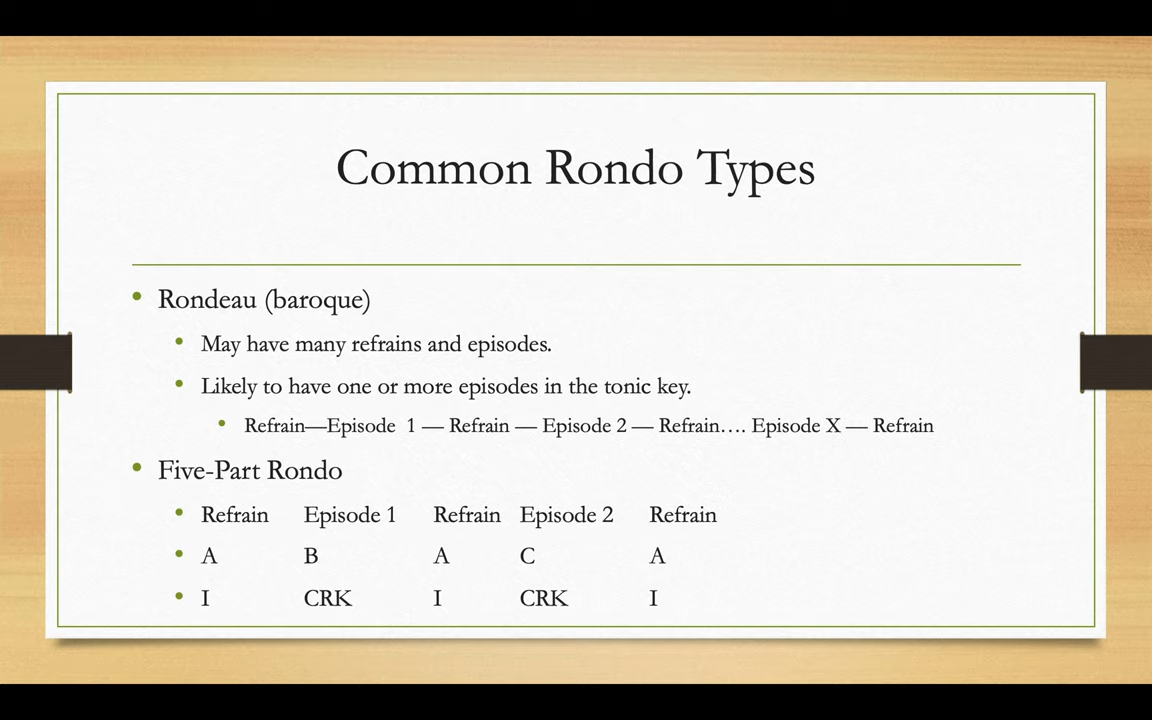 Common Rondo Types
Rondeau (baroque)
May have many refrains and episodes.
Likely to have one or more episodes in the tonic key.
Refrain—Episode  1 — Refrain — Episode 2 — Refrain…. Episode X — Refrain
Five-Part Rondo
Refrain Episode 1 Refrain Episode 2 Refrain
A B A C A
I CRK I CRK I